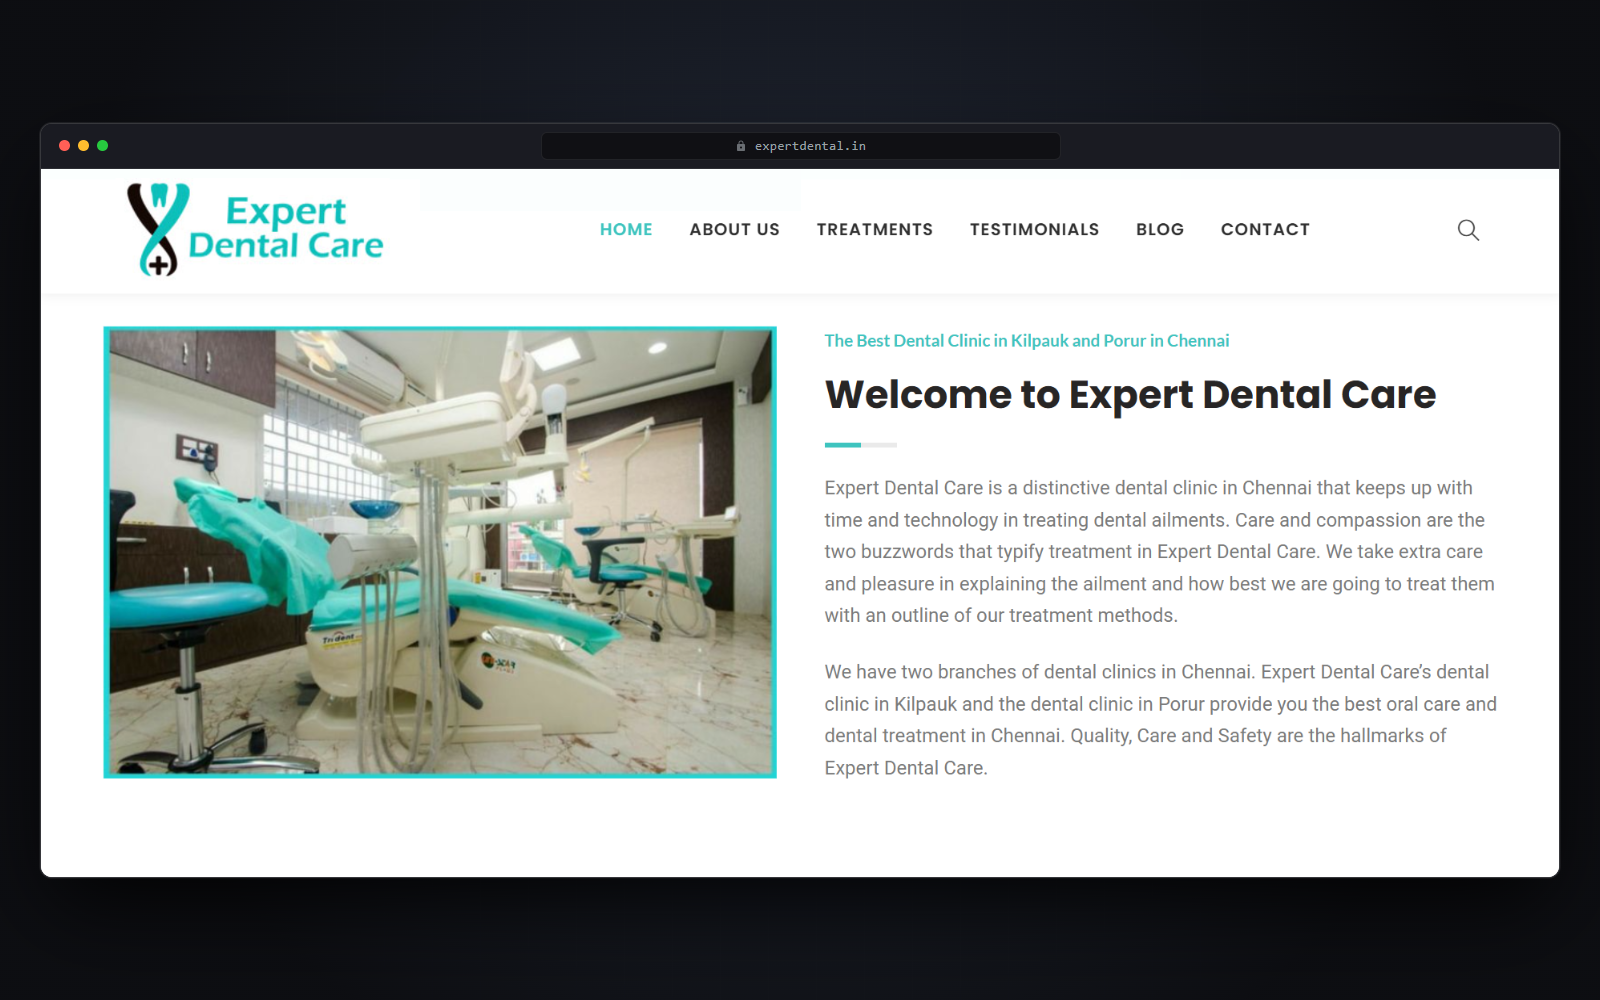 expertdental.in
Expert
Dental Care
HOME ABOUT US TREATMENTS TESTIMONIALS BLOG CONTACT
The Best Dental Clinic in Kilpauk and Porur in Chennai
Welcome to Expert Dental Care
Expert Dental Care is a distinctive dental clinic in Chennai that keeps up with
time and technology in treating dental ailments. Care and compassion are the
two buzzwords that typify treatment in Expert Dental Care. We take extra care
and pleasure in explaining the ailment and how best we are going to treat them
with an outline of our treatment methods.
We have two branches of dental clinics in Chennai. Expert Dental Care’s dental
clinic in Kilpauk and the dental clinic in Porur provide you the best oral care and
dental treatment in Chennai. Quality, Care and Safety are the hallmarks of
Expert Dental Care.
Trident